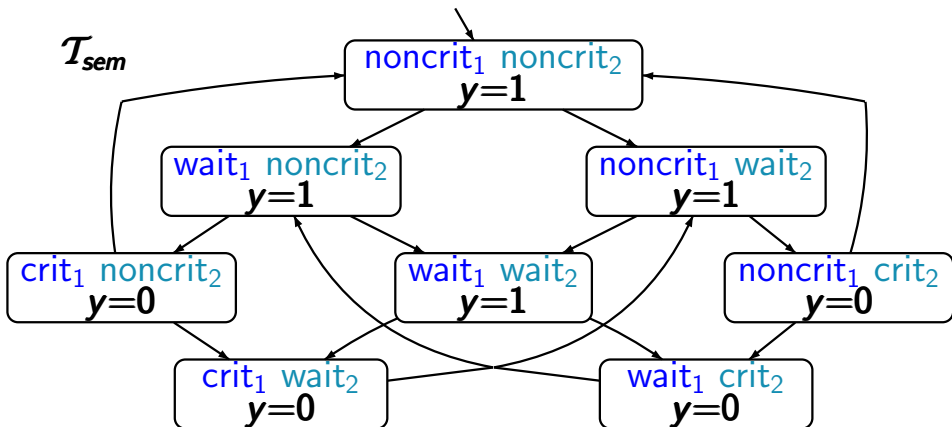 𝒯sem
noncrit₁ noncrit₂
y=1
wait₁ noncrit₂
y=1
noncrit₁ wait₂
y=1
crit₁ noncrit₂
y=0
wait₁ wait₂
y=1
noncrit₁ crit₂
y=0
crit₁ wait₂
y=0
wait₁ crit₂
y=0